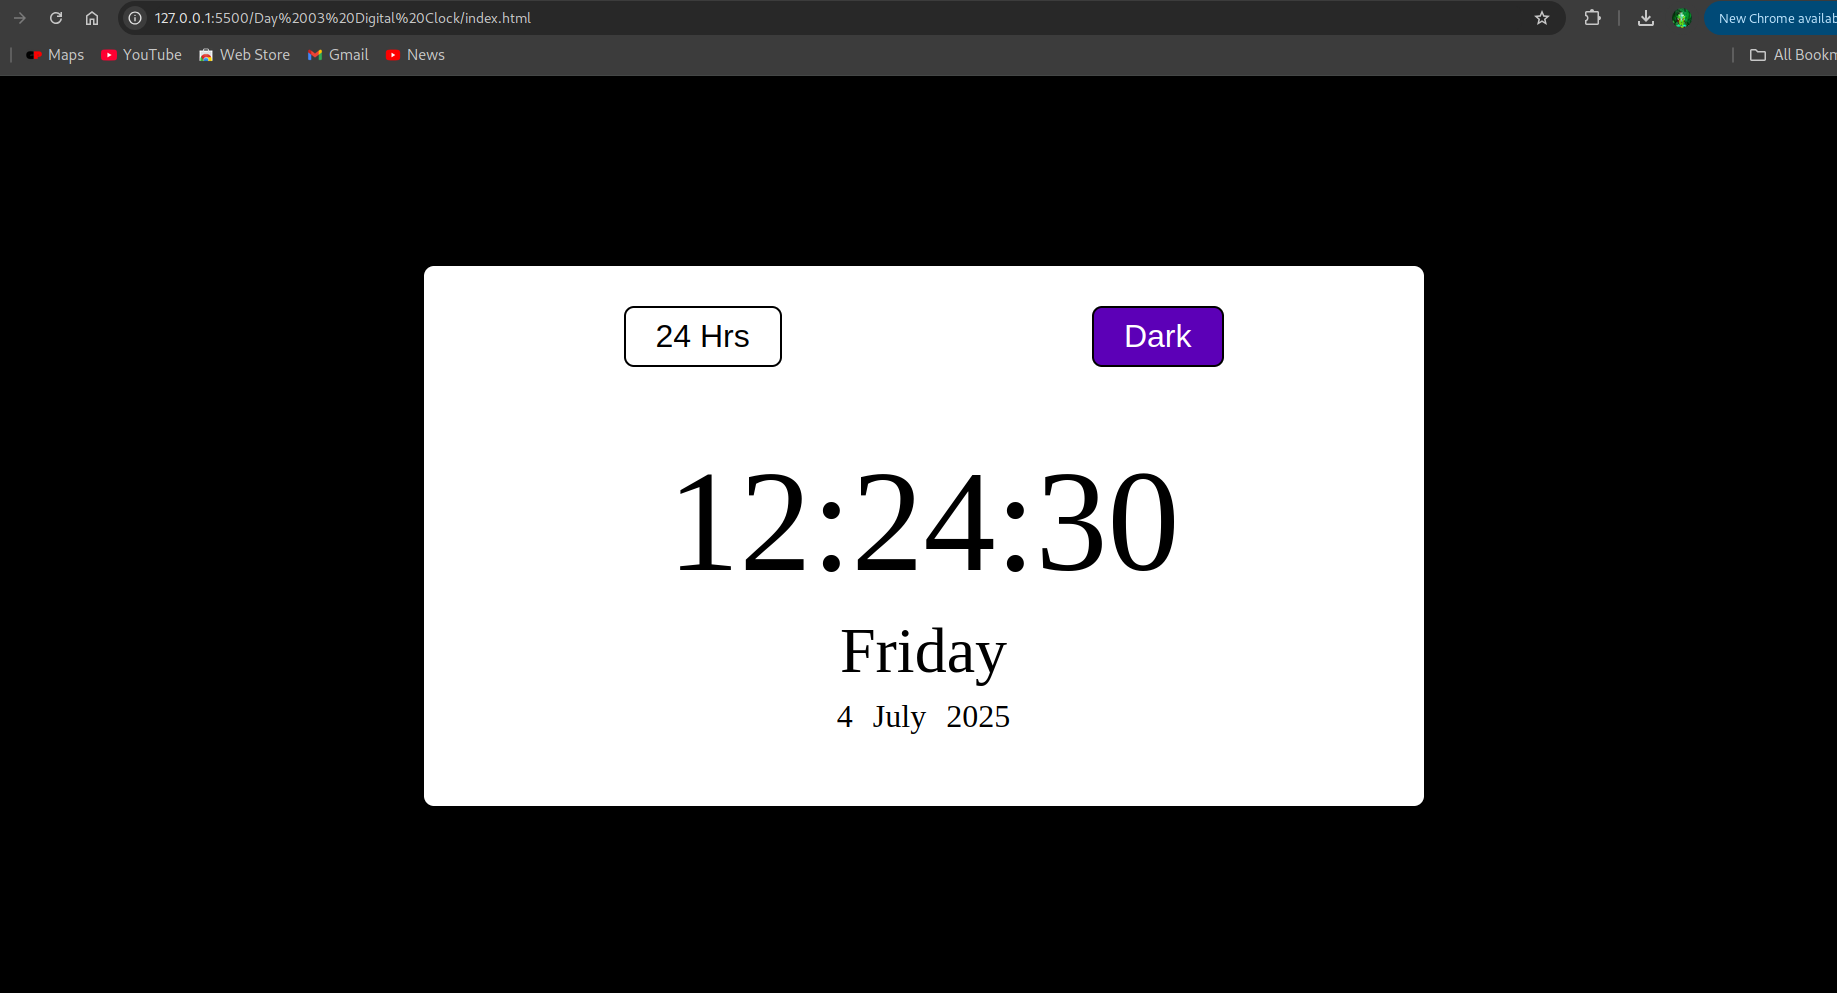 127.0.0.1:5500/Day%2003%20Digital%20Clock/index.html
New Chrome availab
Maps YouTube Web Store Gmail News
All Bookm
24 Hrs Dark
12:24:30
Friday
4 July 2025